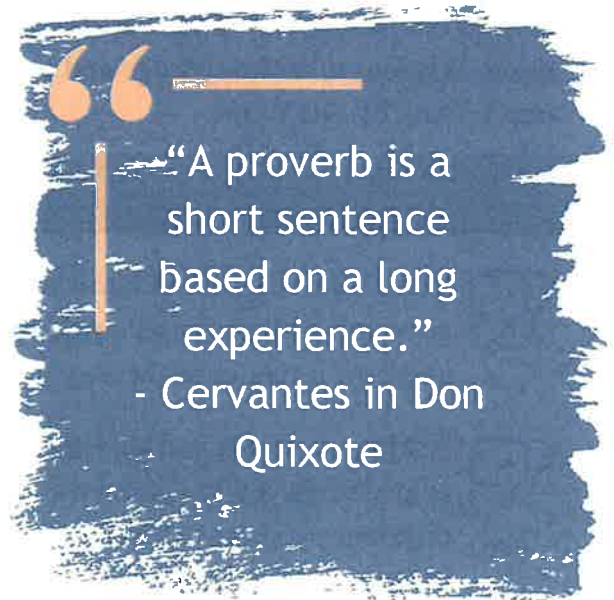 “A proverb is a
short sentence
based on a long
experience.”
- Cervantes in Don
Quixote